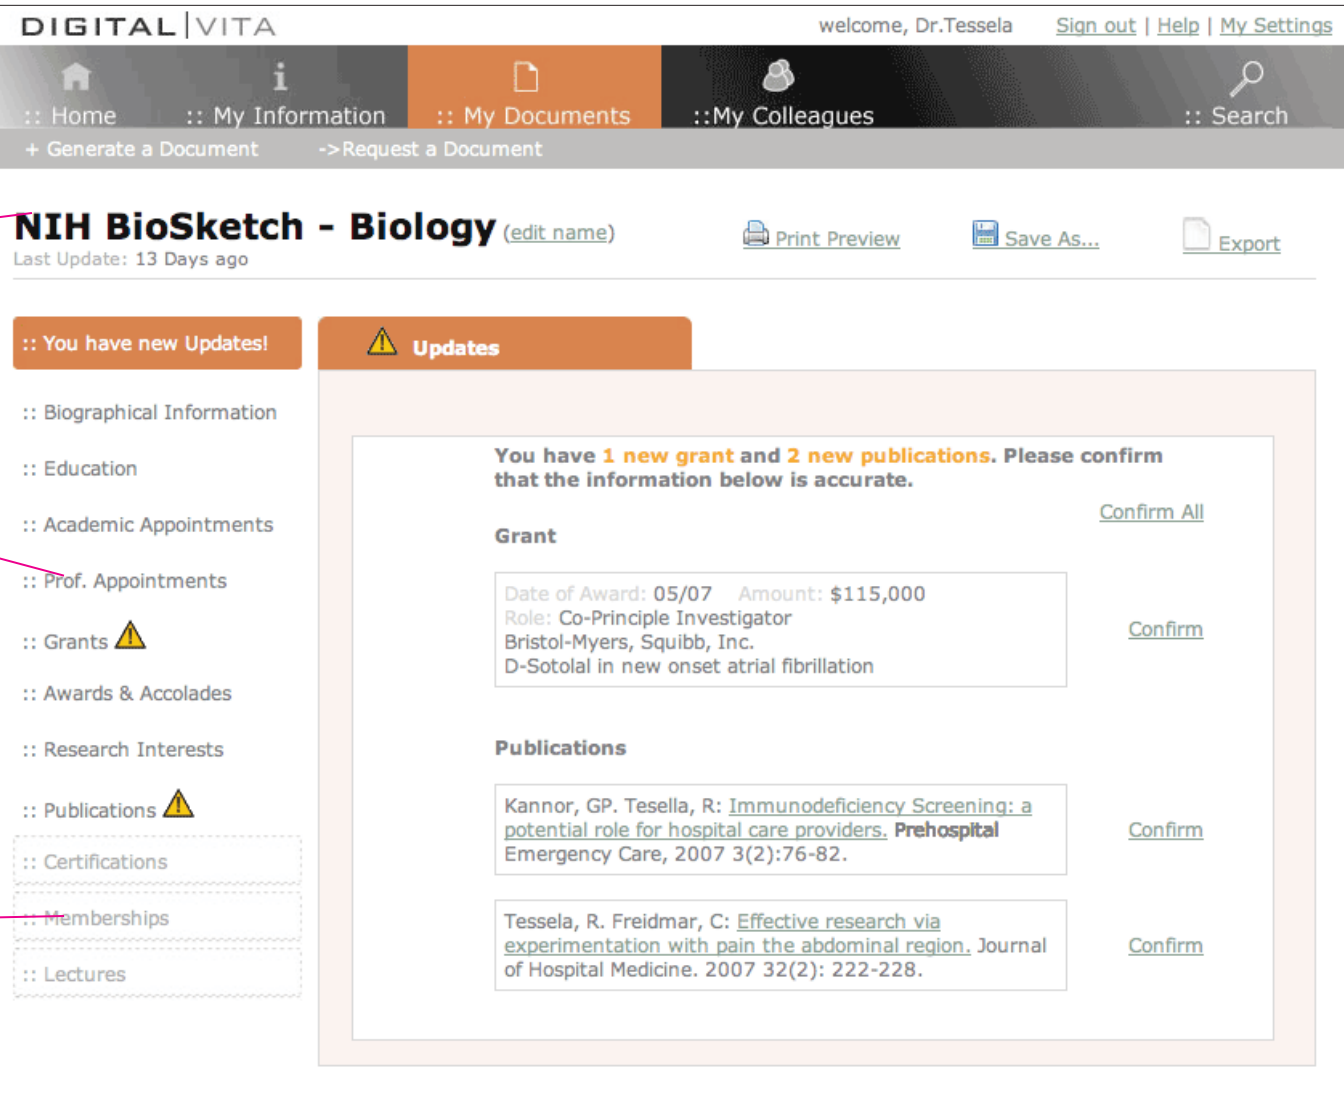 DIGITAL|VITA
welcome, Dr.Tessela Sign out | Help | My Settings
:: Home :: My Information :: My Documents ::My Colleagues :: Search
+ Generate a Document ->Request a Document
NIH BioSketch - Biology (edit name) Print Preview Save As... Export
Last Update: 13 Days ago
:: You have new Updates!
:: Biographical Information
:: Education
:: Academic Appointments
:: Prof. Appointments
:: Grants
:: Awards & Accolades
:: Research Interests
:: Publications
:: Certifications
:: Memberships
:: Lectures
Updates
You have 1 new grant and 2 new publications. Please confirm
that the information below is accurate.
Confirm All
Grant
Date of Award: 05/07 Amount: $115,000
Role: Co-Principle Investigator
Bristol-Myers, Squibb, Inc.
D-Sotolal in new onset atrial fibrillation
Confirm
Publications
Kannor, GP. Tesella, R: Immunodeficiency Screening: a
potential role for hospital care providers. Prehospital
Emergency Care, 2007 3(2):76-82.
Confirm
Tessela, R. Freidmar, C: Effective research via
experimentation with pain the abdominal region. Journal
of Hospital Medicine. 2007 32(2): 222-228.
Confirm